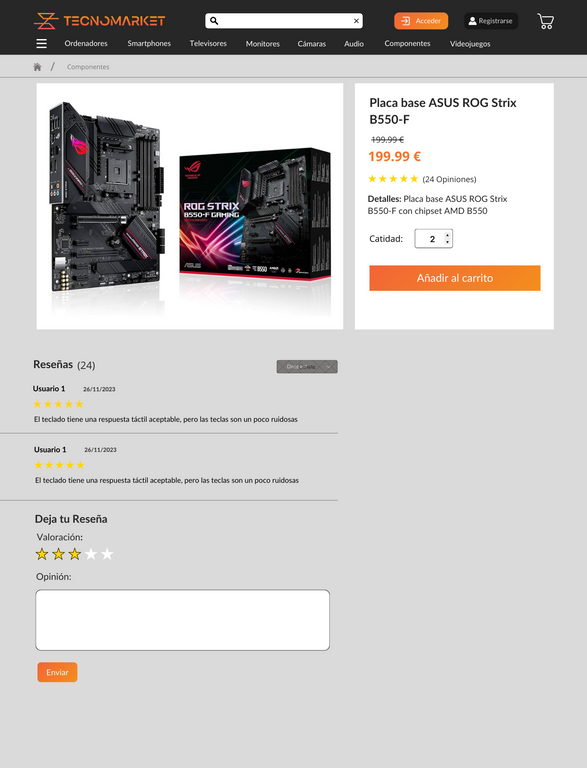 TECNOMARKET
Acceder
Registrarse
Ordenadores Smartphones Televisores Monitores Cámaras Audio Componentes Videojuegos
/ Componentes
Placa base ASUS ROG Strix
B550-F
199.99 €
199.99 €
(24 Opiniones)
Detalles: Placa base ASUS ROG Strix
B550-F con chipset AMD B550
Catidad: 2
Añadir al carrito
ROG STRIX
B550-F GAMING
ASUS
B550
Reseñas (24)
Usuario 1 26/11/2023
El teclado tiene una respuesta táctil aceptable, pero las teclas son un poco ruidosas
Usuario 1 26/11/2023
El teclado tiene una respuesta táctil aceptable, pero las teclas son un poco ruidosas
Deja tu Reseña
Valoración:
Opinión:
Enviar